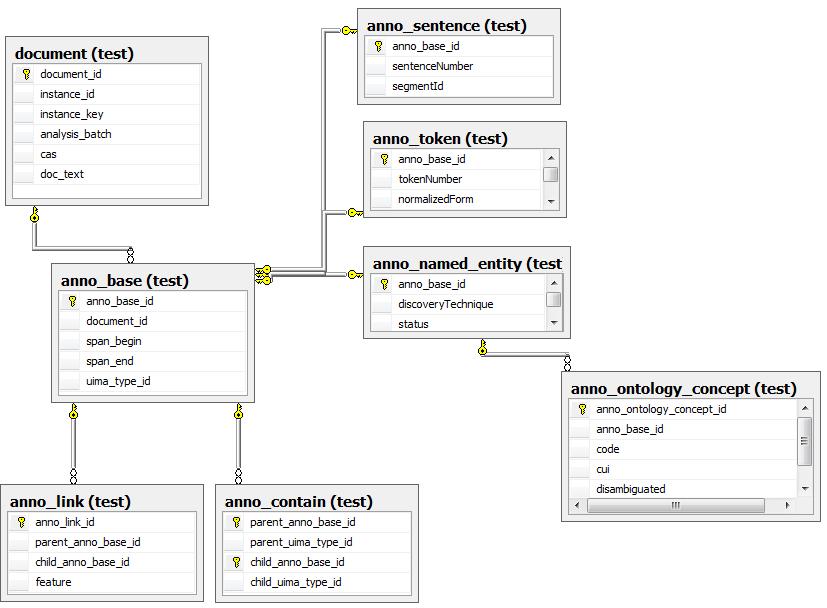 document (test)
document_id
instance_id
instance_key
analysis_batch
cas
doc_text
anno_sentence (test)
anno_base_id
sentenceNumber
segmentId
anno_token (test)
anno_base_id
tokenNumber
normalizedForm
anno_named_entity (test
anno_base_id
discoveryTechnique
status
anno_base (test)
anno_base_id
document_id
span_begin
span_end
uima_type_id
anno_ontology_concept (test)
anno_ontology_concept_id
anno_base_id
code
cui
disambiguated
anno_link (test)
anno_link_id
parent_anno_base_id
child_anno_base_id
feature
anno_contain (test)
parent_anno_base_id
parent_uima_type_id
child_anno_base_id
child_uima_type_id